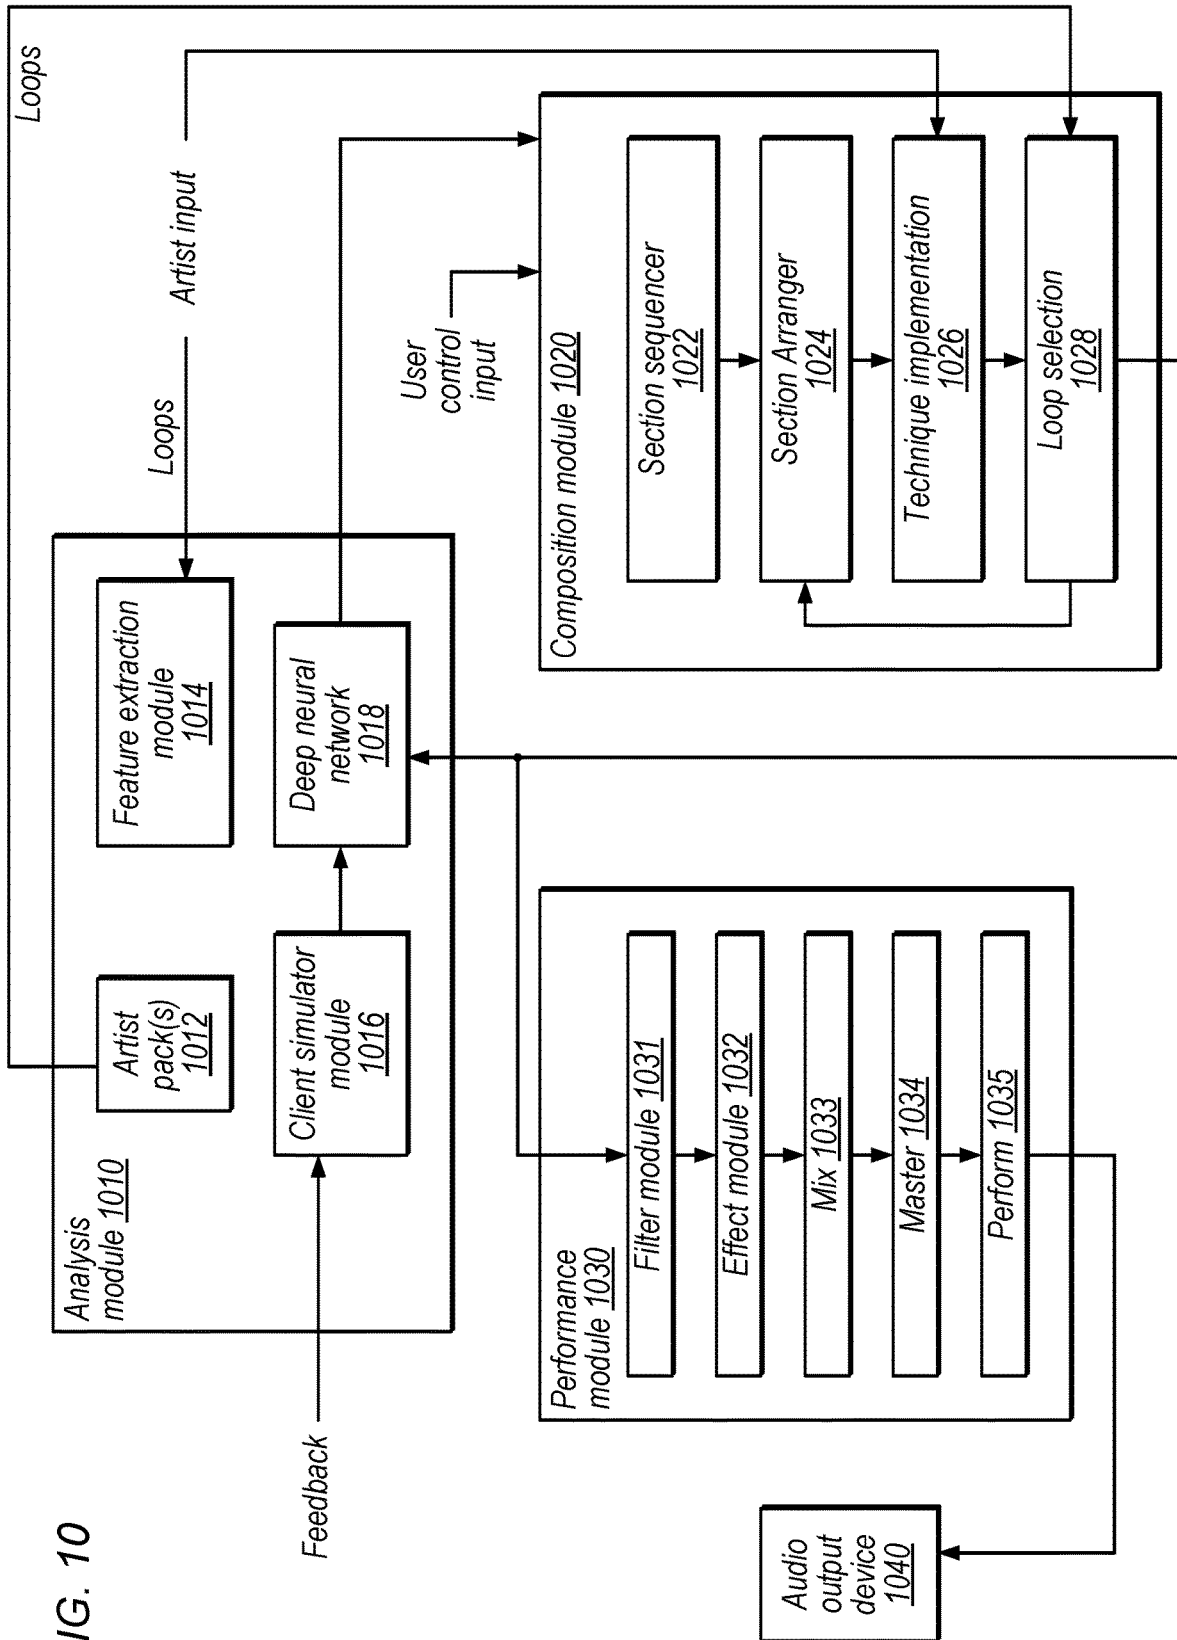 Loops
Artist input
Loops
User
control
input
Analysis
module 1010
Artist
pack(s)
1012
Feature extraction
module
1014
Client simulator
module
1016
Deep neural
network
1018
Feedback
Composition module 1020
Section sequencer
1022
Section Arranger
1024
Technique implementation
1026
Loop selection
1028
Performance
module 1030
Filter module 1031
Effect module 1032
Mix 1033
Master 1034
Perform 1035
Audio
output
device
1040
IG. 10